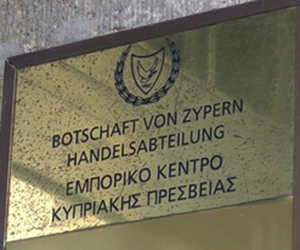 BOTSCHAFT VON ZYPERN
HANDELSABTEILUNG
ΕΜΠΟΡΙΚΟ ΚΕΝΤΡΟ
ΚΥΠΡΙΑΚΗΣ ΠΡΕΣΒΕΙΑΣ